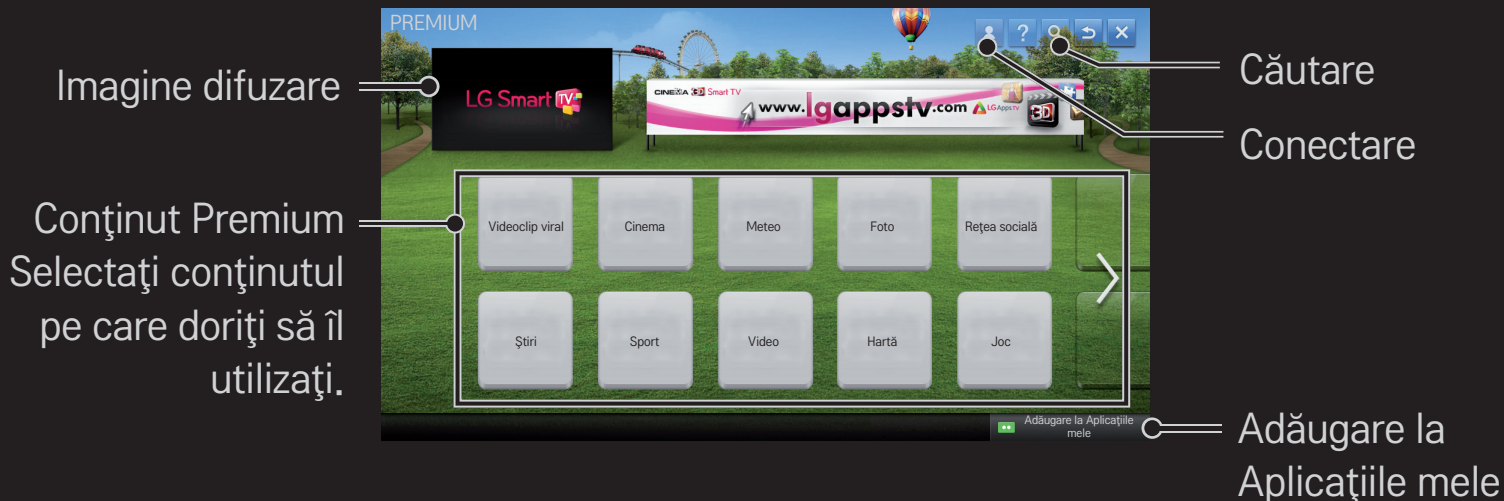 PREMIUM
?
Imagine difuzare
LG Smart TV
CINEMA 3D Smart TV
www.lgappstv.com
LG Apps TV
3D
Căutare
Conectare
Conţinut Premium
Selectaţi conţinutul
pe care doriţi să îl
utilizaţi.
Videoclip viral
Cinema
Meteo
Foto
Reţea socială
Ştiri
Sport
Video
Hartă
Joc
Adăugare la Aplicaţiile
mele
Adăugare la
Aplicaţiile mele